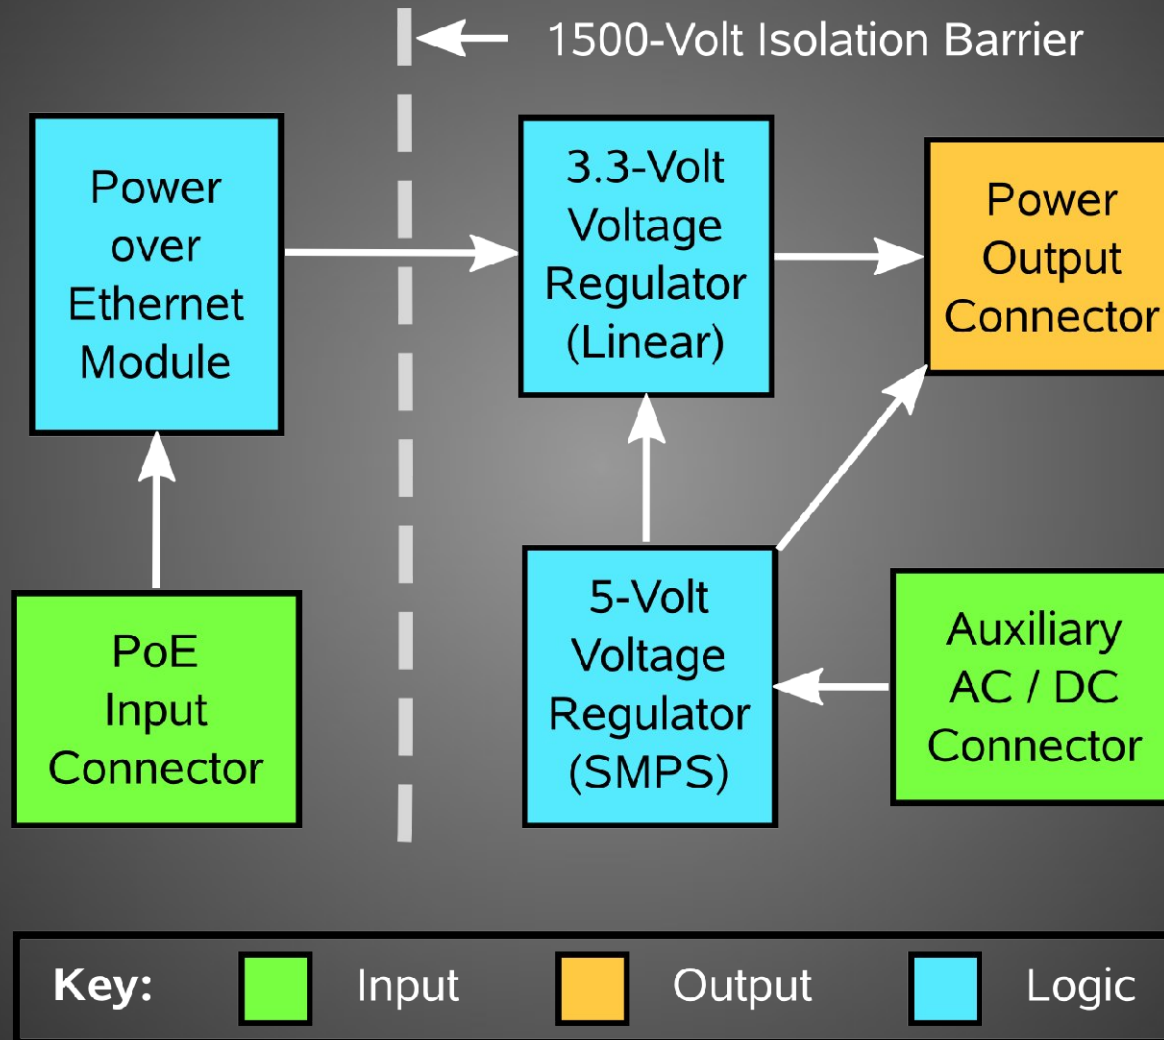 1500-Volt Isolation Barrier
Power
over
Ethernet
Module
3.3-Volt
Voltage
Regulator
(Linear)
Power
Output
Connector
PoE
Input
Connector
5-Volt
Voltage
Regulator
(SMPS)
Auxiliary
AC / DC
Connector
Key:
Input
Output
Logic